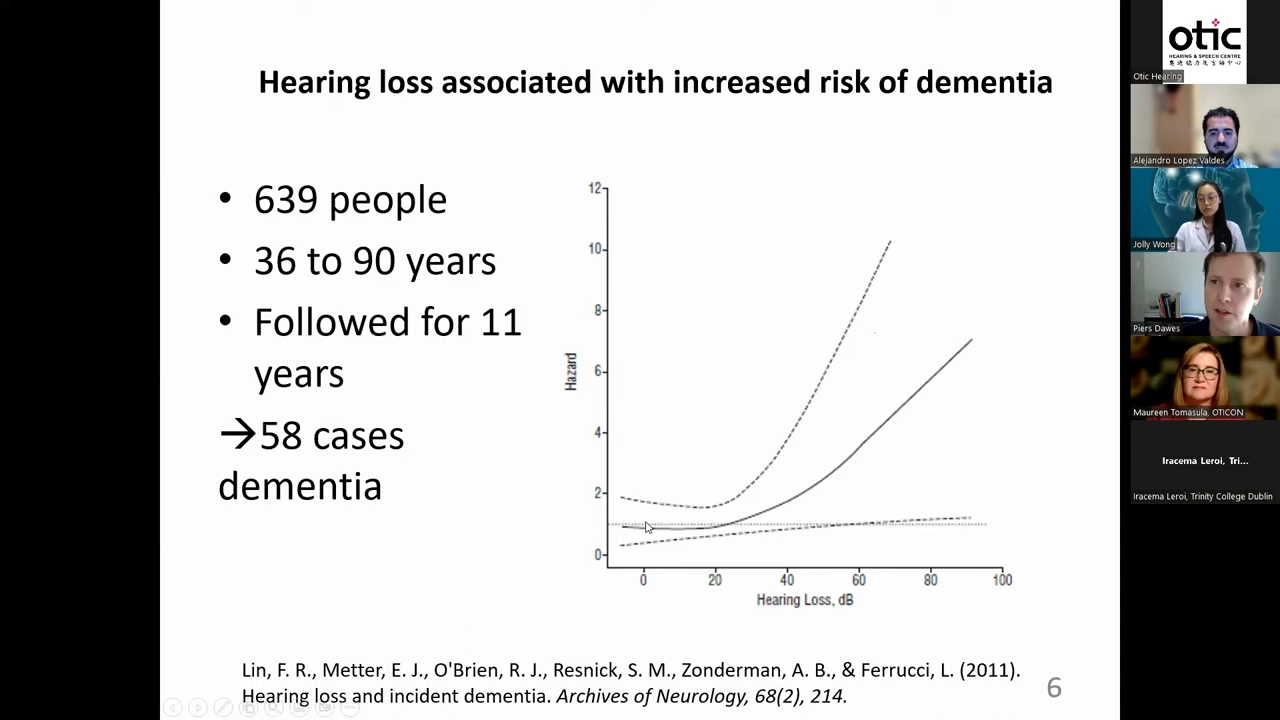 Hearing loss associated with increased risk of dementia
• 639 people
• 36 to 90 years
• Followed for 11
years
→58 cases
dementia
12
10
8
6
4
2
0
Hazard
0 20 40 60 80 100
Hearing Loss, dB
Lin, F. R., Metter, E. J., O'Brien, R. J., Resnick, S. M., Zonderman, A. B., & Ferrucci, L. (2011).
Hearing loss and incident dementia. Archives of Neurology, 68(2), 214.
6
otic
HEARING & SPEECH CENTRE
Otic Hearing
Alejandro Lopez Valdes
Jolly Wong
Piers Dawes
Maureen Tomasula, OTICON
Iracema Leroi, Tri...
Iracema Leroi, Trinity College Dublin